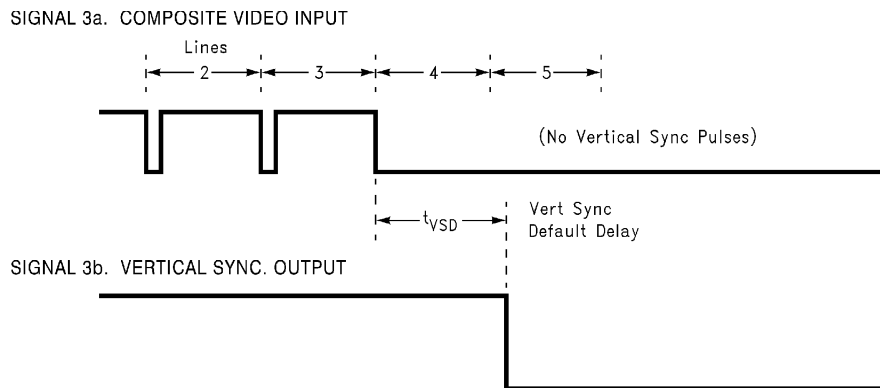 SIGNAL 3a. COMPOSITE VIDEO INPUT
Lines
2 3 4 5
(No Vertical Sync Pulses)
tVSD
Vert Sync
Default Delay
SIGNAL 3b. VERTICAL SYNC. OUTPUT